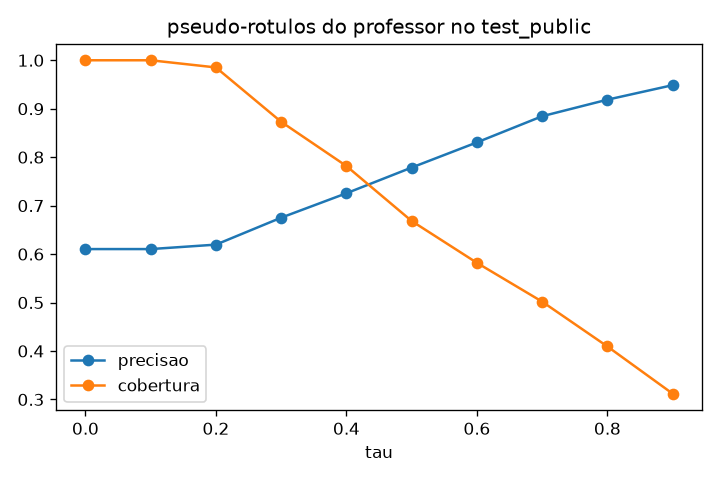 pseudo-rotulos do professor no test_public
1.0
0.9
0.8
0.7
0.6
0.5
0.4
0.3
precisao
cobertura
0.0 0.2 0.4 0.6 0.8
tau